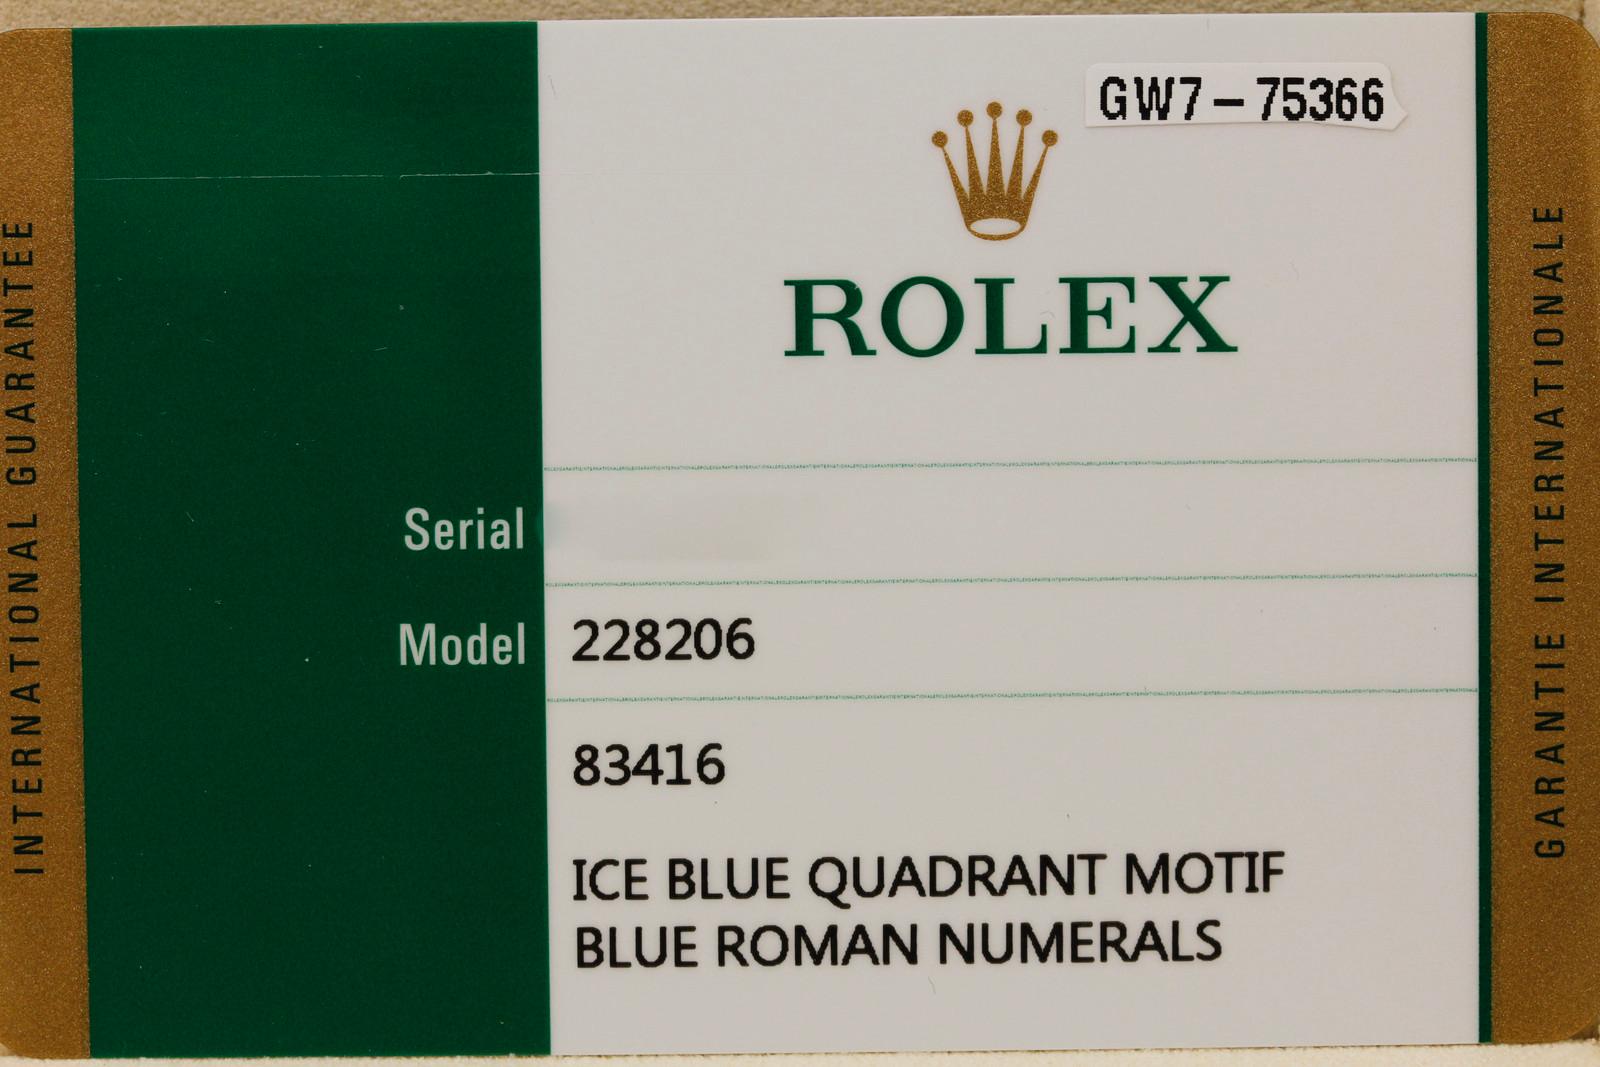 INTERNATIONAL GUARANTEE
GW7-75366
ROLEX
Serial
Model 228206
83416
ICE BLUE QUADRANT MOTIF
BLUE ROMAN NUMERALS
GARANTIE INTERNATIONALE